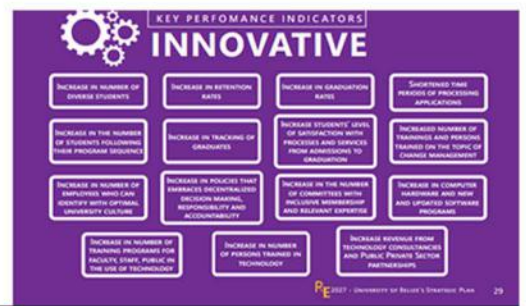 KEY PERFOMANCE INDICATORS
INNOVATIVE
INCREASE IN NUMBER OF
DIVERSE STUDENTS
INCREASE IN RETENTION
RATES
INCREASE IN GRADUATION
RATES
SHORTENED TIME
PERIODS OF PROCESSING
APPLICATIONS
INCREASE IN THE NUMBER
OF STUDENTS FOLLOWING
THEIR PROGRAM SEQUENCE
INCREASE IN TRACKING OF
GRADUATES
INCREASE STUDENTS' LEVEL
OF SATISFACTION WITH
PROCESSES AND SERVICES
FROM ADMISSIONS TO
GRADUATION
INCREASED NUMBER OF
TRAININGS AND PERSONS
TRAINED ON THE TOPIC OF
CHANGE MANAGEMENT
INCREASE IN NUMBER OF
EMPLOYEES WHO CAN
IDENTIFY WITH OPTIMAL
UNIVERSITY CULTURE
INCREASE IN POLICIES THAT
EMBRACES DECENTRALIZED
DECISION MAKING,
RESPONSIBILITY AND
ACCOUNTABILITY
INCREASE IN THE NUMBER
OF COMMITTEES WITH
INCLUSIVE MEMBERSHIP
AND RELEVANT EXPERTISE
INCREASE IN COMPUTER
HARDWARE AND NEW
AND UPDATED SOFTWARE
PROGRAMS
INCREASE IN NUMBER OF
TRAINING PROGRAMS FOR
FACULTY, STAFF, PUBLIC IN
THE USE OF TECHNOLOGY
INCREASE IN NUMBER
OF PERSONS TRAINED IN
TECHNOLOGY
INCREASE REVENUE FROM
TECHNOLOGY CONSULTANCIES
AND PUBLIC PRIVATE SECTOR
PARTNERSHIPS
RE2027 - UNIVERSITY OF BELIZE'S STRATEGIC PLAN 29